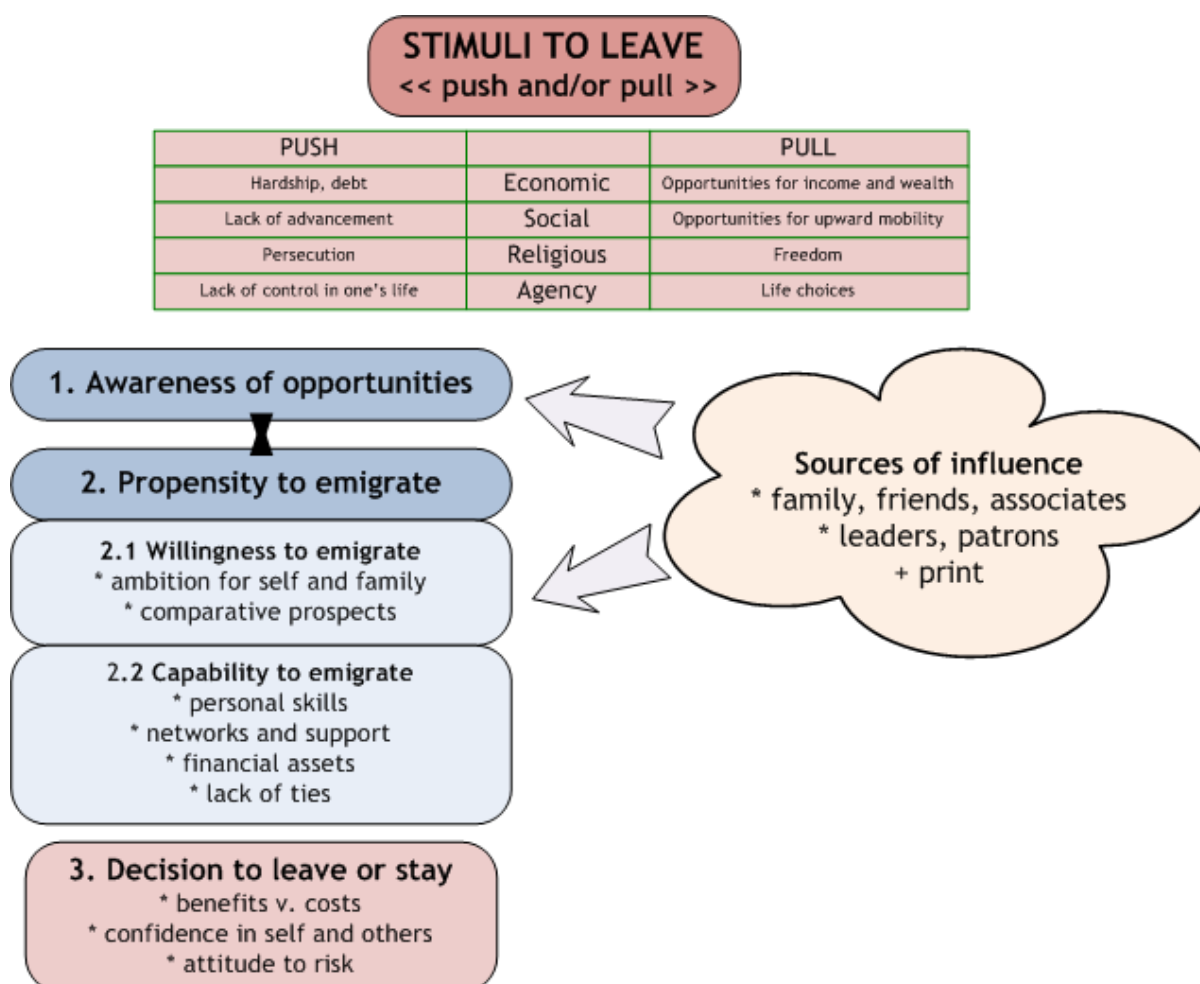 STIMULI TO LEAVE
<< push and/or pull >>
PUSH PULL
Hardship, debt Economic Opportunities for income and wealth
Lack of advancement Social Opportunities for upward mobility
Persecution Religious Freedom
Lack of control in one's life Agency Life choices
1. Awareness of opportunities
2. Propensity to emigrate
2.1 Willingness to emigrate
* ambition for self and family
* comparative prospects
2.2 Capability to emigrate
* personal skills
* networks and support
* financial assets
* lack of ties
3. Decision to leave or stay
* benefits v. costs
* confidence in self and others
* attitude to risk
Sources of influence
* family, friends, associates
* leaders, patrons
+ print